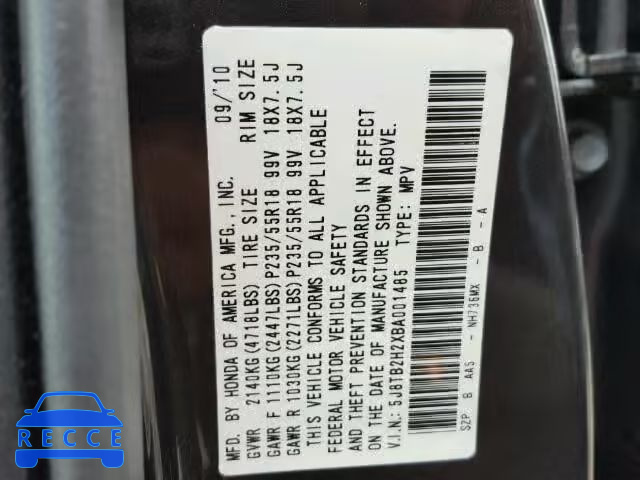 MFD. BY HONDA OF AMERICA MFG., INC. 09/'10
GVWR 2140KG(4718LBS) TIRE SIZE RIM SIZE
GAWR F 1110KG(2447LBS)P235/55R18 99V 18X7.5J
GAWR R 1030KG(2271LBS)P235/55R18 99V 18X7.5J
THIS VEHICLE CONFORMS TO ALL APPLICABLE
FEDERAL MOTOR VEHICLE SAFETY
AND THEFT PREVENTION STANDARDS IN EFFECT
ON THE DATE OF MANUFACTURE SHOWN ABOVE.
V.I.N.: 5J8TB2H2XBA001485 TYPE: MPV
SZP B AA5 - NH736MX - B - A
RECCE